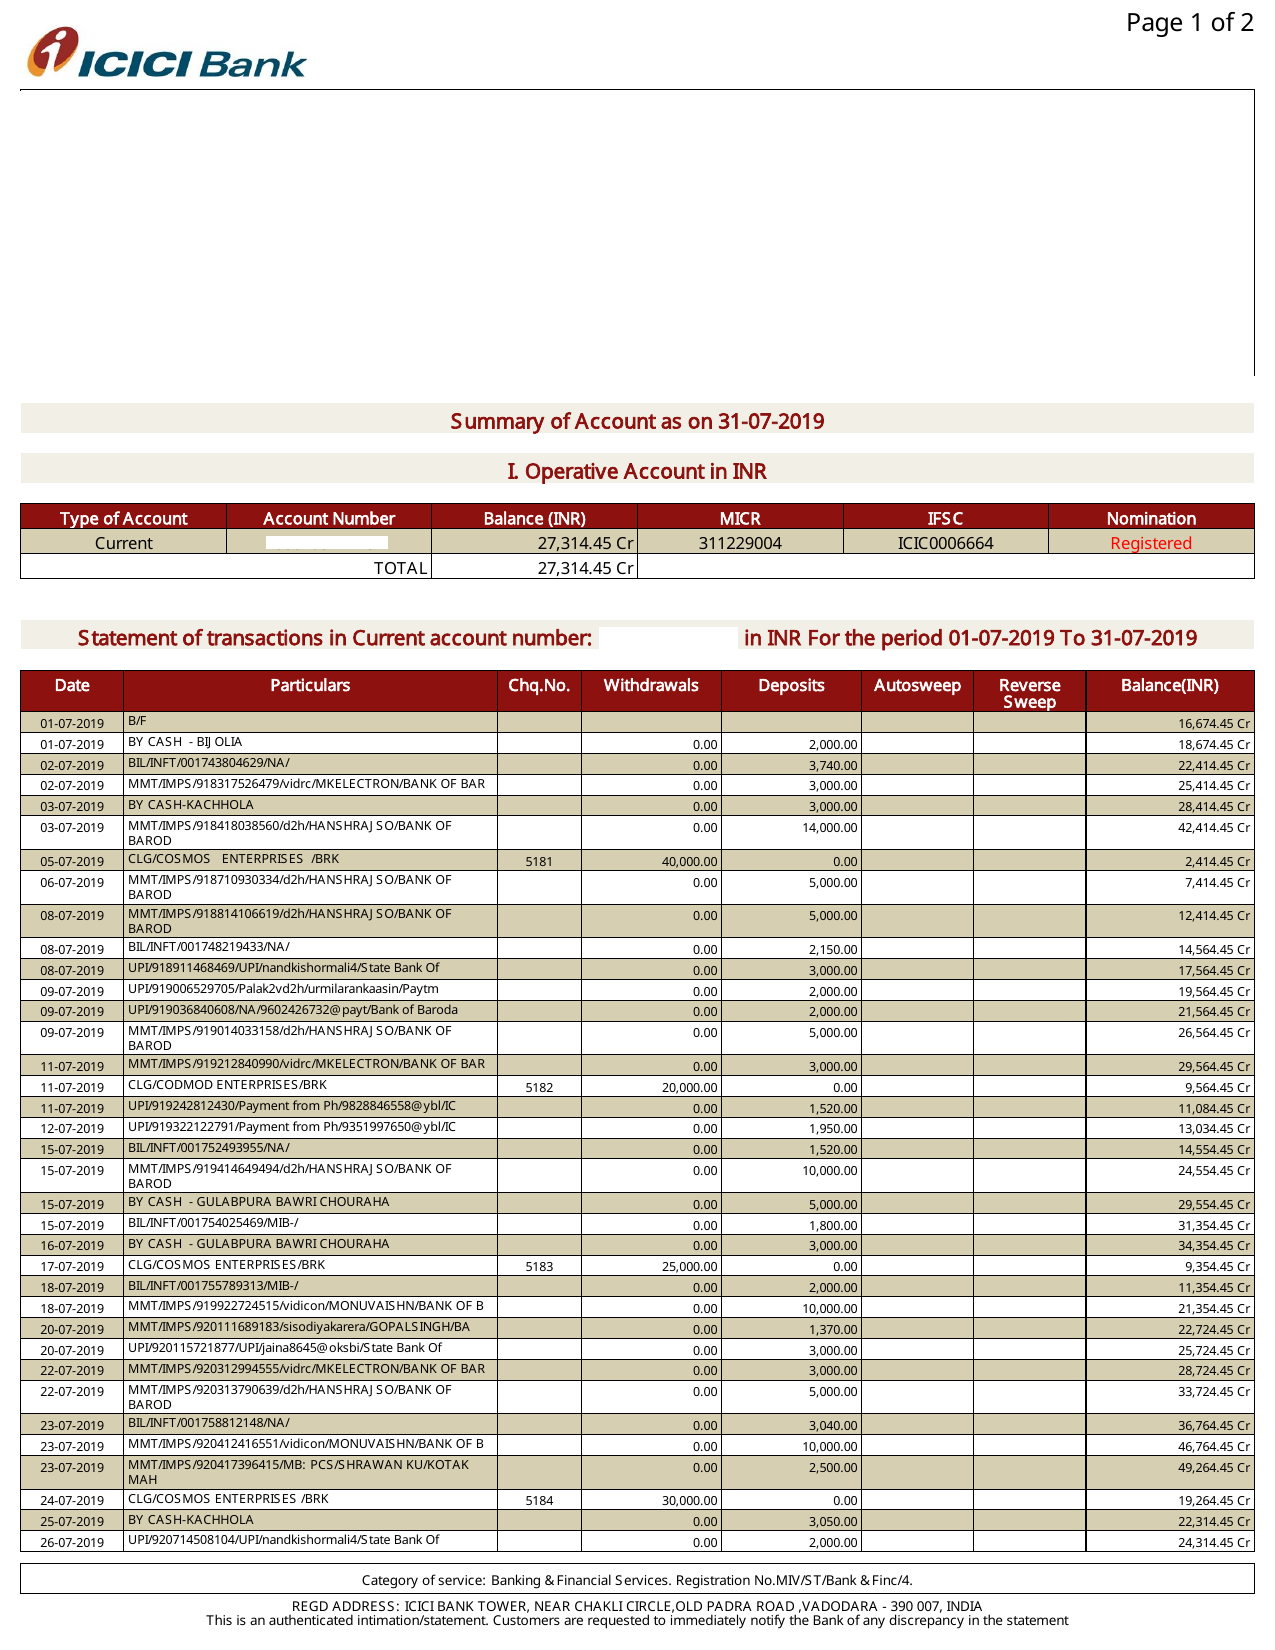 Page 1 of 2
ICICI Bank
Summary of Account as on 31-07-2019
I. Operative Account in INR
Type of Account Account Number Balance (INR) MICR IFSC Nomination
Current 27,314.45 Cr 311229004 ICIC0006664 Registered
TOTAL 27,314.45 Cr
Statement of transactions in Current account number: in INR For the period 01-07-2019 To 31-07-2019
Date Particulars Chq.No. Withdrawals Deposits Autosweep Reverse Sweep Balance(INR)
01-07-2019 B/F 16,674.45 Cr
01-07-2019 BY CASH - BIJOLIA 0.00 2,000.00 18,674.45 Cr
02-07-2019 BIL/INFT/001743804629/NA/ 0.00 3,740.00 22,414.45 Cr
02-07-2019 MMT/IMPS/918317526479/vidrc/MKELECTRON/BANK OF BAR 0.00 3,000.00 25,414.45 Cr
03-07-2019 BY CASH-KACHHOLA 0.00 3,000.00 28,414.45 Cr
03-07-2019 MMT/IMPS/918418038560/d2h/HANSHRAJ SO/BANK OF 0.00 14,000.00 42,414.45 Cr
BAROD
05-07-2019 CLG/COSMOS ENTERPRISES /BRK 5181 40,000.00 0.00 2,414.45 Cr
06-07-2019 MMT/IMPS/918710930334/d2h/HANSHRAJ SO/BANK OF 0.00 5,000.00 7,414.45 Cr
BAROD
08-07-2019 MMT/IMPS/918814106619/d2h/HANSHRAJ SO/BANK OF 0.00 5,000.00 12,414.45 Cr
BAROD
08-07-2019 BIL/INFT/001748219433/NA/ 0.00 2,150.00 14,564.45 Cr
08-07-2019 UPI/918911468469/UPI/nandkishormali4/State Bank Of 0.00 3,000.00 17,564.45 Cr
09-07-2019 UPI/919006529705/Palak2vd2h/urmilarankaasin/Paytm 0.00 2,000.00 19,564.45 Cr
09-07-2019 UPI/919036840608/NA/9602426732@payt/Bank of Baroda 0.00 2,000.00 21,564.45 Cr
09-07-2019 MMT/IMPS/919014033158/d2h/HANSHRAJ SO/BANK OF 0.00 5,000.00 26,564.45 Cr
BAROD
11-07-2019 MMT/IMPS/919212840990/vidrc/MKELECTRON/BANK OF BAR 0.00 3,000.00 29,564.45 Cr
11-07-2019 CLG/CODMOD ENTERPRISES/BRK 5182 20,000.00 0.00 9,564.45 Cr
11-07-2019 UPI/919242812430/Payment from Ph/9828846558@ybl/IC 0.00 1,520.00 11,084.45 Cr
12-07-2019 UPI/919322122791/Payment from Ph/9351997650@ybl/IC 0.00 1,950.00 13,034.45 Cr
15-07-2019 BIL/INFT/001752493955/NA/ 0.00 1,520.00 14,554.45 Cr
15-07-2019 MMT/IMPS/919414649494/d2h/HANSHRAJ SO/BANK OF 0.00 10,000.00 24,554.45 Cr
BAROD
15-07-2019 BY CASH - GULABPURA BAWRI CHOURAHA 0.00 5,000.00 29,554.45 Cr
15-07-2019 BIL/INFT/001754025469/MIB-/ 0.00 1,800.00 31,354.45 Cr
16-07-2019 BY CASH - GULABPURA BAWRI CHOURAHA 0.00 3,000.00 34,354.45 Cr
17-07-2019 CLG/COSMOS ENTERPRISES/BRK 5183 25,000.00 0.00 9,354.45 Cr
18-07-2019 BIL/INFT/001755789313/MIB-/ 0.00 2,000.00 11,354.45 Cr
18-07-2019 MMT/IMPS/919922724515/vidicon/MONUVAISHN/BANK OF B 0.00 10,000.00 21,354.45 Cr
20-07-2019 MMT/IMPS/920111689183/sisodiyakarera/GOPALSINGH/BA 0.00 1,370.00 22,724.45 Cr
20-07-2019 UPI/920115721877/UPI/jaina8645@oksbi/State Bank Of 0.00 3,000.00 25,724.45 Cr
22-07-2019 MMT/IMPS/920312994555/vidrc/MKELECTRON/BANK OF BAR 0.00 3,000.00 28,724.45 Cr
22-07-2019 MMT/IMPS/920313790639/d2h/HANSHRAJ SO/BANK OF 0.00 5,000.00 33,724.45 Cr
BAROD
23-07-2019 BIL/INFT/001758812148/NA/ 0.00 3,040.00 36,764.45 Cr
23-07-2019 MMT/IMPS/920412416551/vidicon/MONUVAISHN/BANK OF B 0.00 10,000.00 46,764.45 Cr
23-07-2019 MMT/IMPS/920417396415/MB: PCS/SHRAWAN KU/KOTAK 0.00 2,500.00 49,264.45 Cr
MAH
24-07-2019 CLG/COSMOS ENTERPRISES /BRK 5184 30,000.00 0.00 19,264.45 Cr
25-07-2019 BY CASH-KACHHOLA 0.00 3,050.00 22,314.45 Cr
26-07-2019 UPI/920714508104/UPI/nandkishormali4/State Bank Of 0.00 2,000.00 24,314.45 Cr
Category of service: Banking & Financial Services. Registration No.MIV/ST/Bank & Finc/4.
REGD ADDRESS: ICICI BANK TOWER, NEAR CHAKLI CIRCLE,OLD PADRA ROAD ,VADODARA - 390 007, INDIA
This is an authenticated intimation/statement. Customers are requested to immediately notify the Bank of any discrepancy in the statement